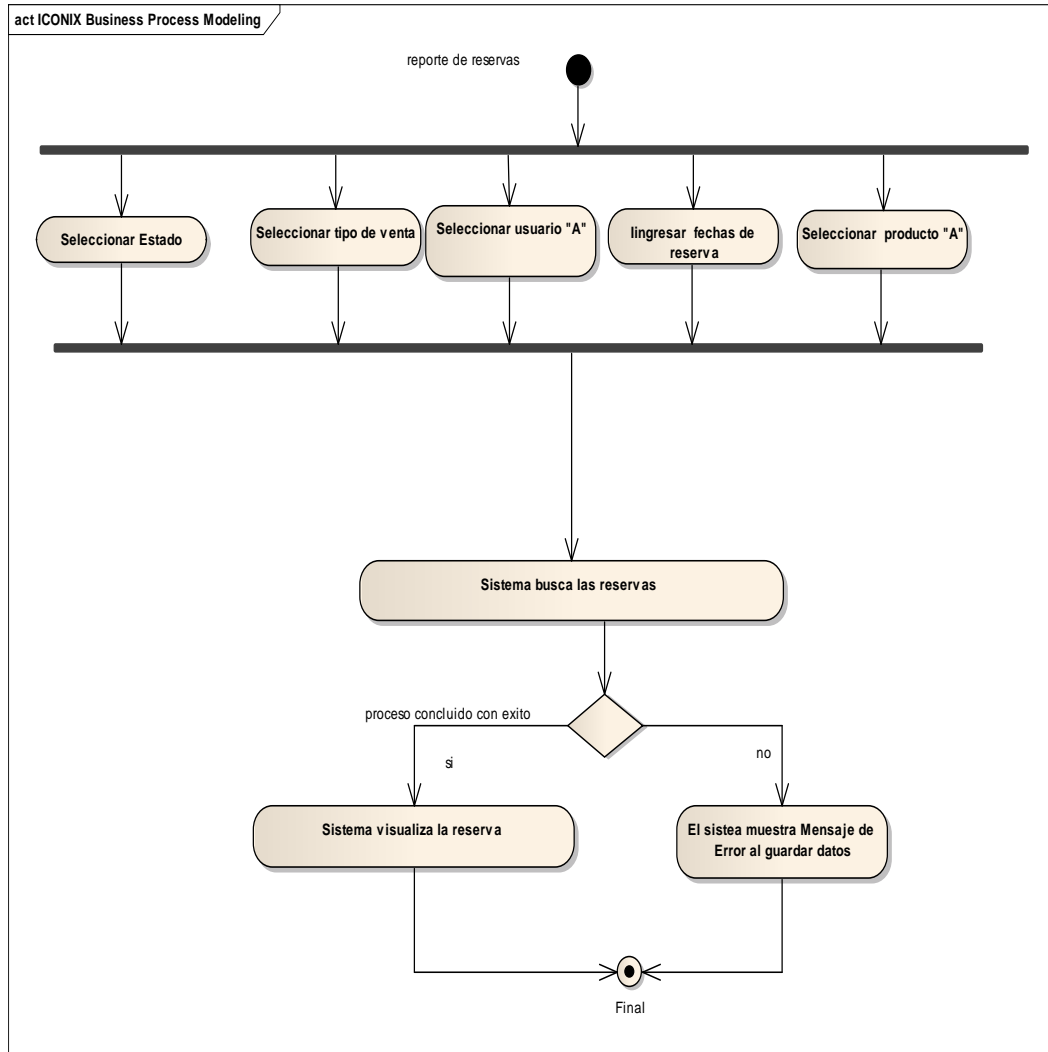 act ICONIX Business Process Modeling
reporte de reservas
Seleccionar Estado
Seleccionar tipo de venta
Seleccionar usuario "A"
Iingresar fechas de
reserva
Seleccionar producto "A"
Sistema busca las reservas
proceso concluido con exito
si
no
Sistema visualiza la reserva
El sistea muestra Mensaje de
Error al guardar datos
Final